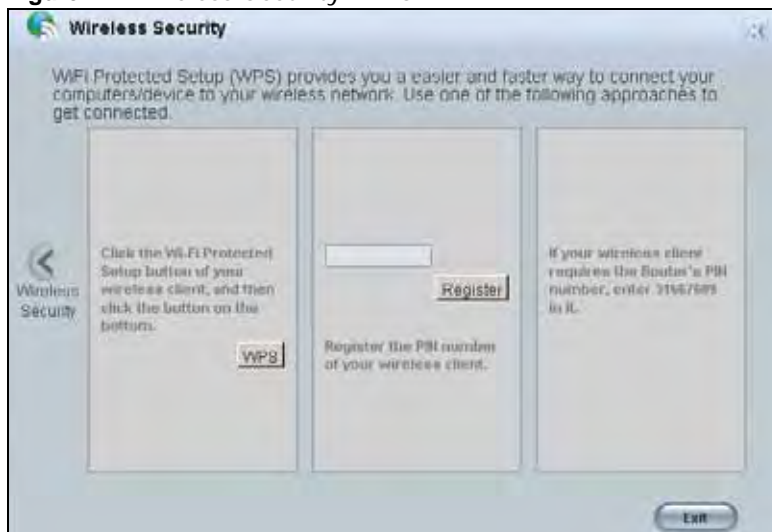 Wireless Security
WiFi Protected Setup (WPS) provides you a easier and faster way to connect your
computers/device to your wireless network. Use one of the following approaches to
get connected.
Click the Wi-Fi Protected
Setup button of your
wireless client, and then
click the button on the
bottom.
WPS
Register
Register the PIN number
of your wireless client.
If your wireless client
requires the Router's PIN
number, enter
in it.
Wireless
Security
Exit